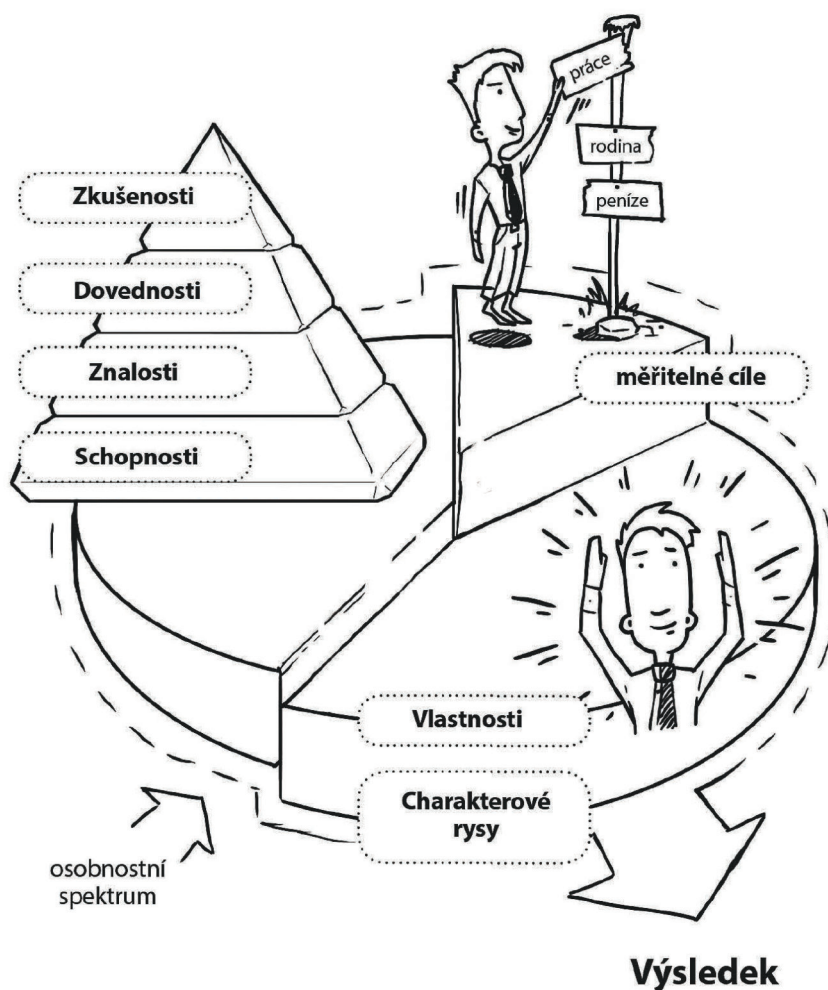 práce
rodina
peníze
Zkušenosti
Dovednosti
Znalosti
Schopnosti
měřitelné cíle
Vlastnosti
Charakterové
rysy
osobnostní
spektrum
Výsledek